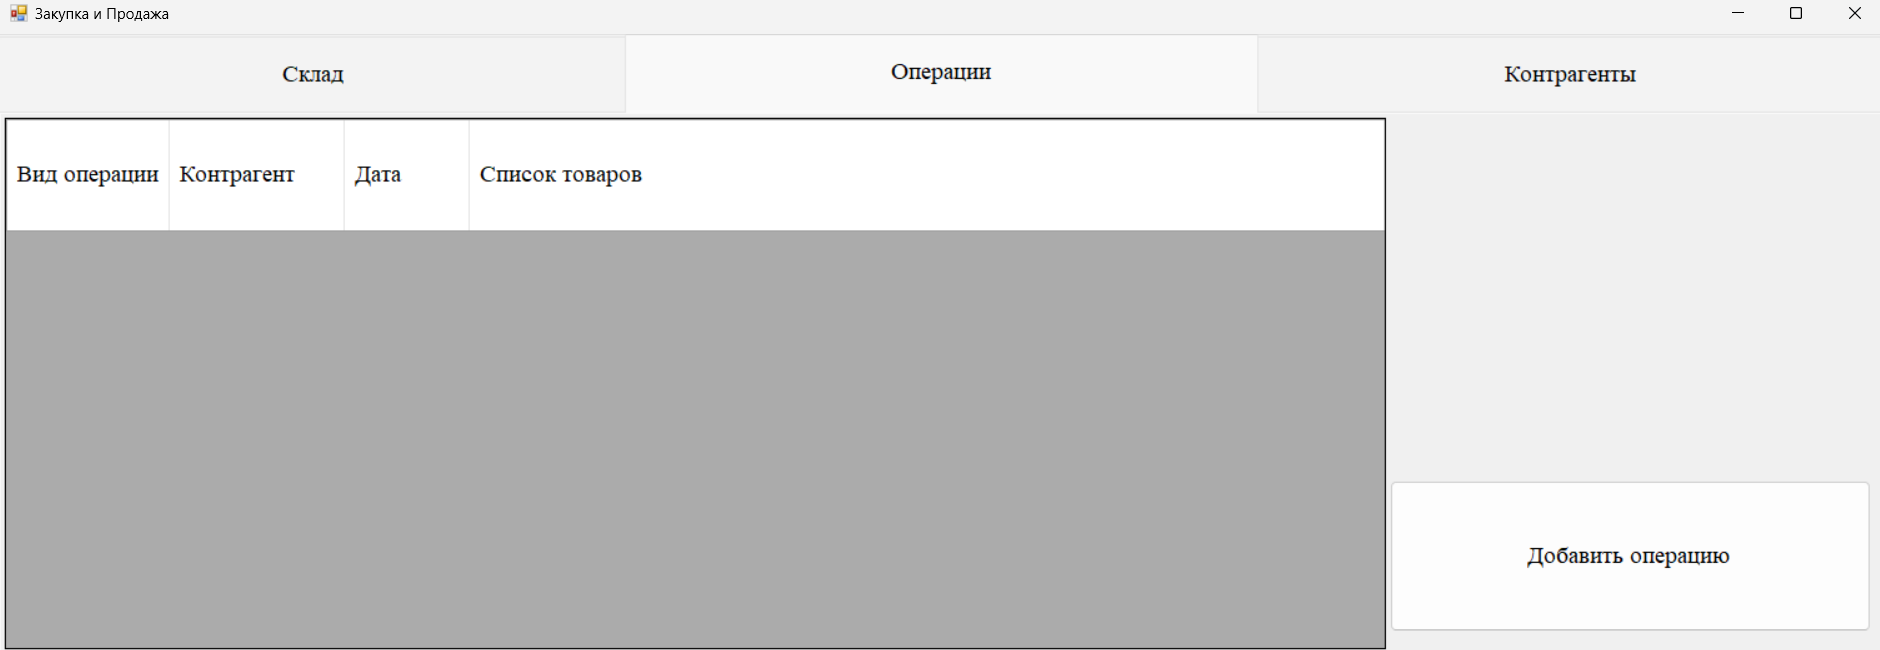 Закупка и Продажа
Склад
Операции
Контрагенты
Вид операции
Контрагент
Дата
Список товаров
Добавить операцию